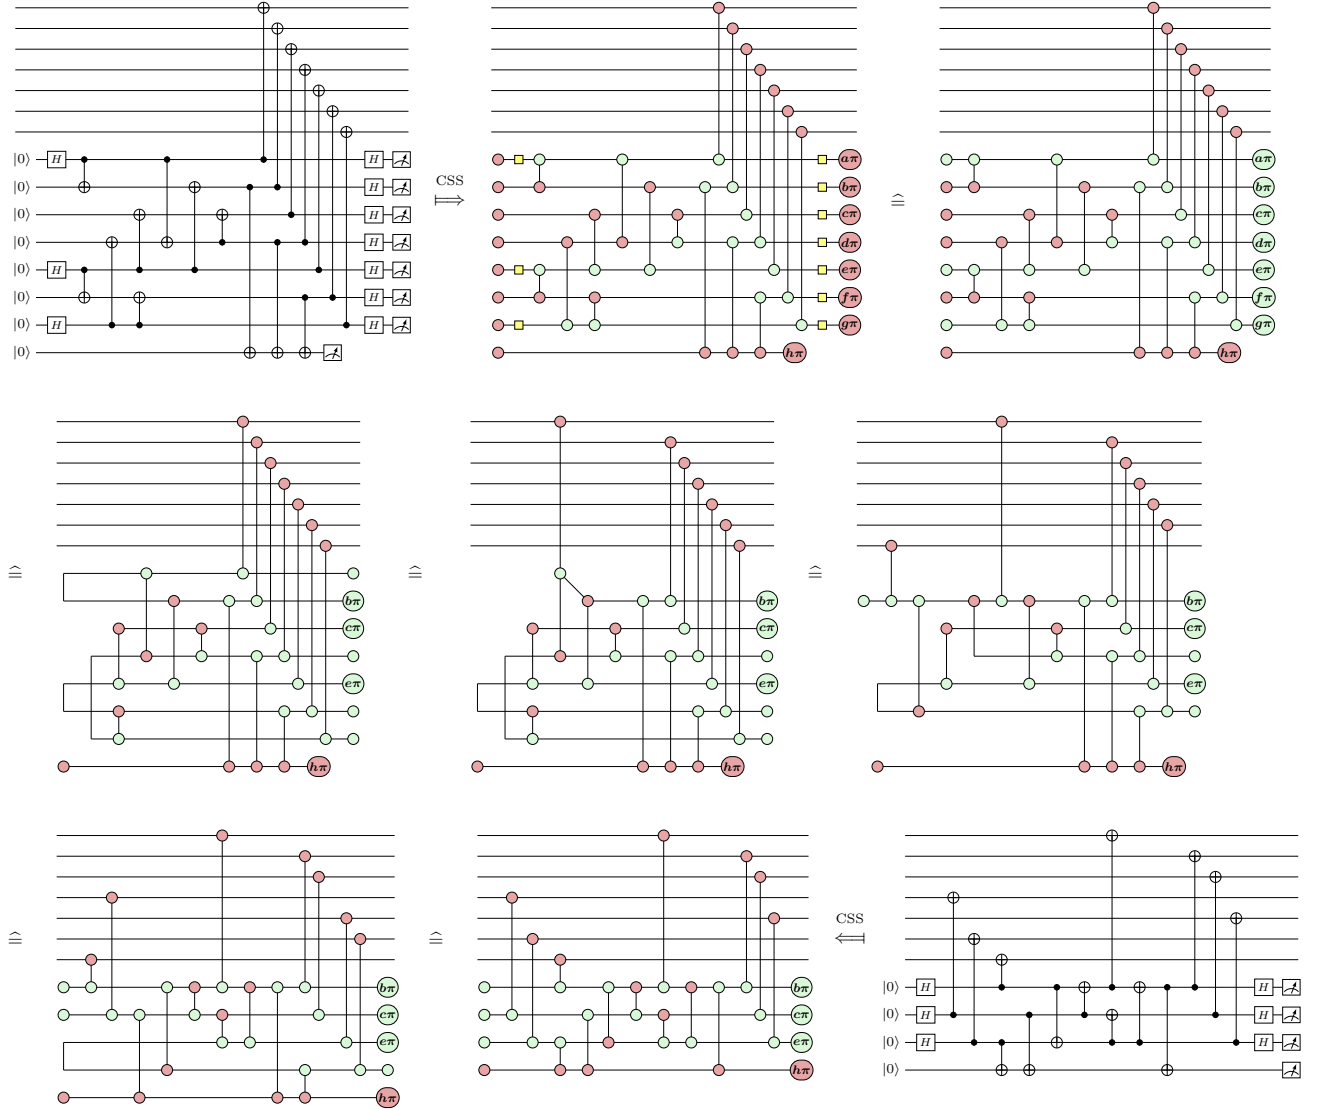 |0⟩ H H aπ aπ
|0⟩ H CSS bπ bπ
|0⟩ H cπ ≙ cπ
|0⟩ H dπ dπ
|0⟩ H H eπ eπ
|0⟩ H fπ fπ
|0⟩ H H gπ gπ
|0⟩ hπ hπ
≙ ≙ ≙
bπ bπ bπ
cπ cπ cπ
eπ eπ eπ
hπ hπ hπ
≙ ≙ CSS
bπ bπ |0⟩ H H
cπ cπ |0⟩ H H
eπ eπ |0⟩ H H
hπ |0⟩
hπ